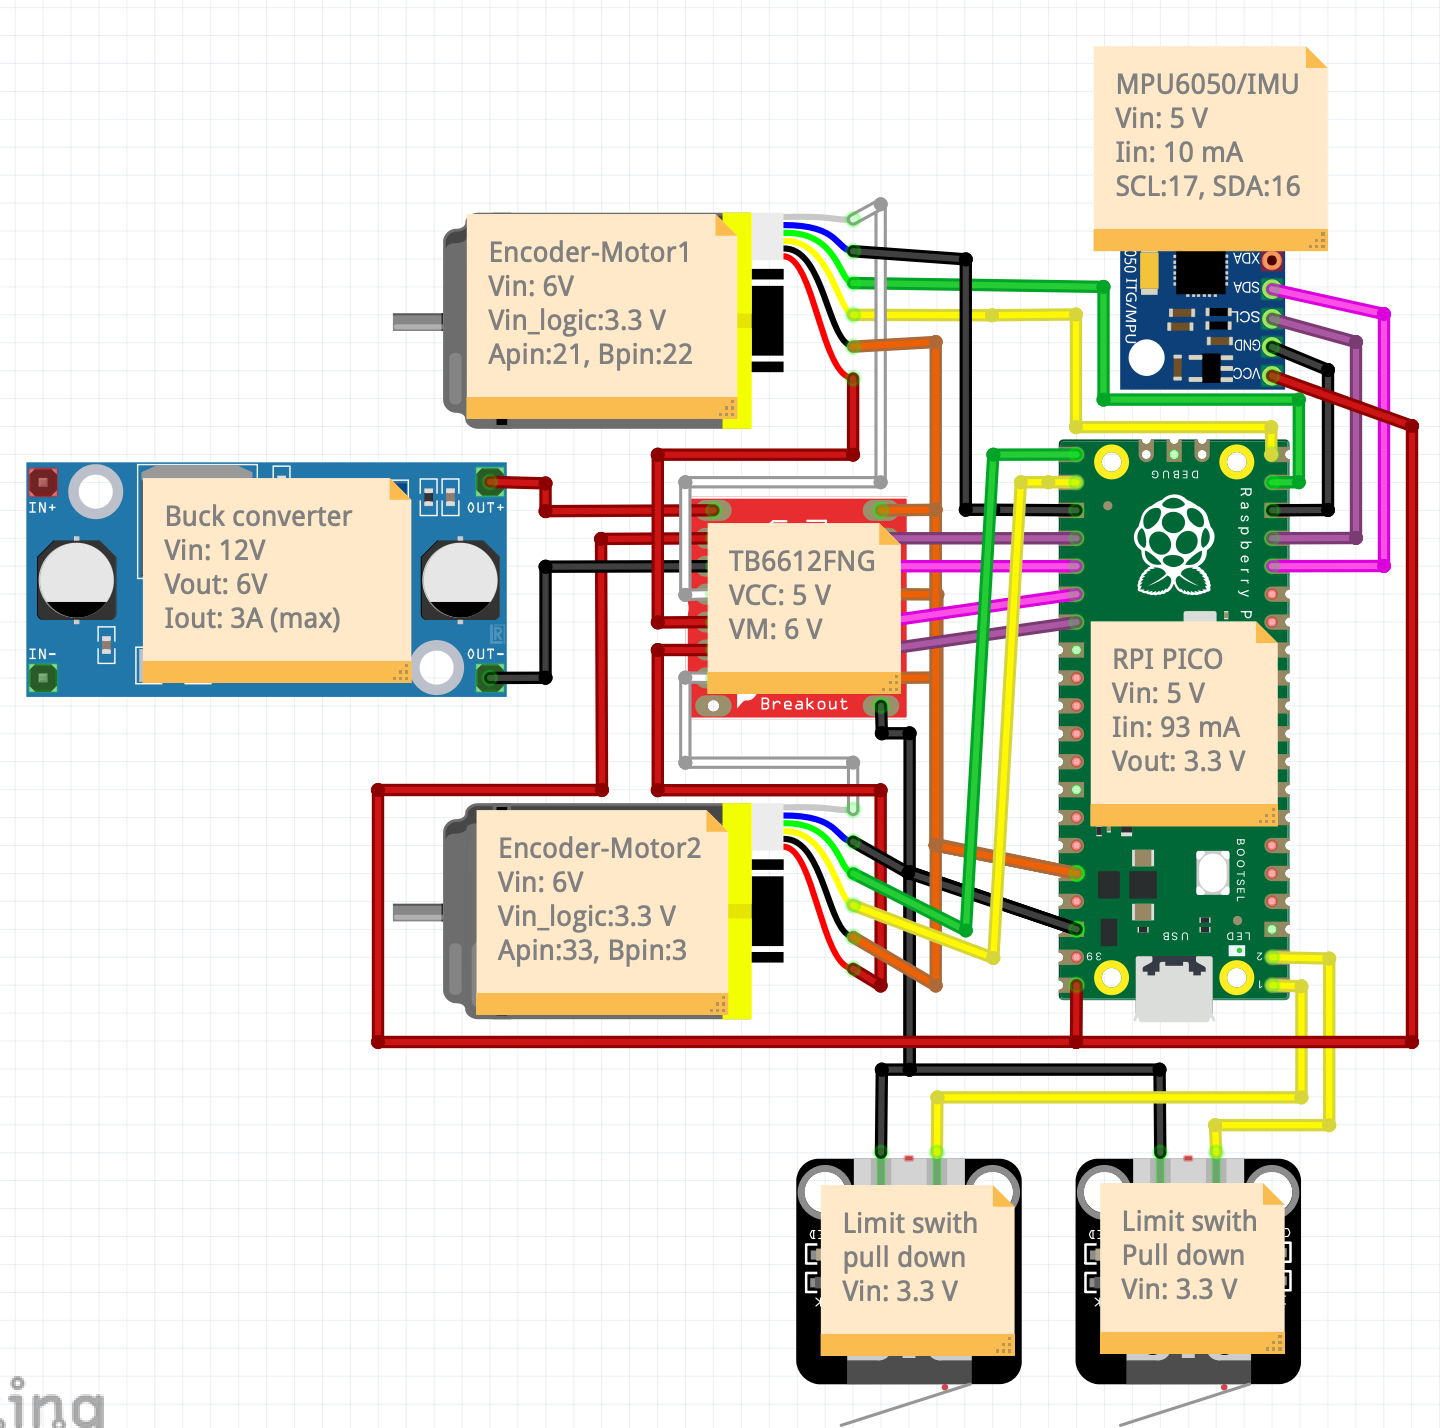 MPU6050/IMU
Vin: 5 V
Iin: 10 mA
SCL:17, SDA:16
XDA
SDA
SCL
GND
VCC
050 ITG/MPU
Encoder-Motor1
Vin: 6V
Vin_logic:3.3 V
Apin:21, Bpin:22
IN+
OUT+
Buck converter
Vin: 12V
Vout: 6V
Iout: 3A (max)
IN-
OUT-
TB6612FNG
VCC: 5 V
VM: 6 V
Breakout
DEBUG
Raspberry P
RPI PICO
Vin: 5 V
Iin: 93 mA
Vout: 3.3 V
BOOTSEL
USB
LED
39
2
1
Encoder-Motor2
Vin: 6V
Vin_logic:3.3 V
Apin:33, Bpin:3
Limit swith
pull down
Vin: 3.3 V
Limit swith
Pull down
Vin: 3.3 V
ing